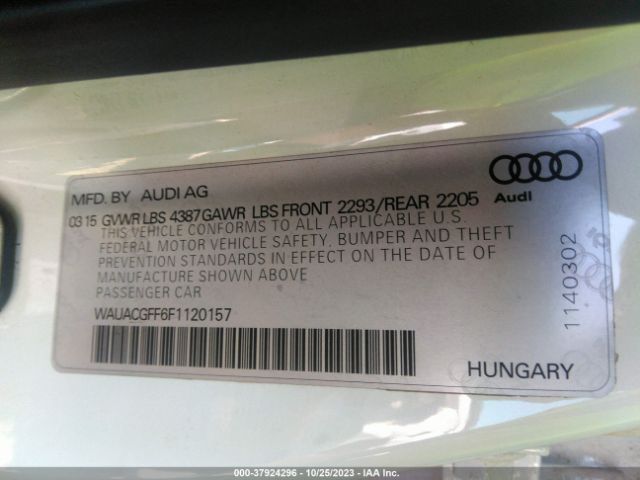 MFD. BY AUDI AG
03 15 GVWR LBS 4387 GAWR LBS FRONT 2293/REAR 2205
Audi
THIS VEHICLE CONFORMS TO ALL APPLICABLE U.S.
FEDERAL MOTOR VEHICLE SAFETY, BUMPER AND THEFT
PREVENTION STANDARDS IN EFFECT ON THE DATE OF
MANUFACTURE SHOWN ABOVE
PASSENGER CAR
WAUACGFF6F1120157
HUNGARY
1140302
000-37924296 - 10/25/2023 - IAA Inc.